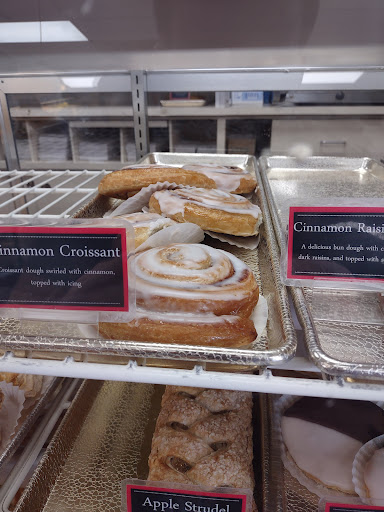 innamon Croissant
Croissant dough swirled with cinnamon,
topped with icing
Cinnamon Rais
A delicious bun dough with c
dark raisins, and topped with
Apple Strudel